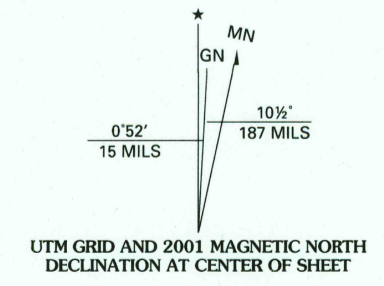 ★
MN
GN
0°52′
15 MILS
10½°
187 MILS
UTM GRID AND 2001 MAGNETIC NORTH
DECLINATION AT CENTER OF SHEET